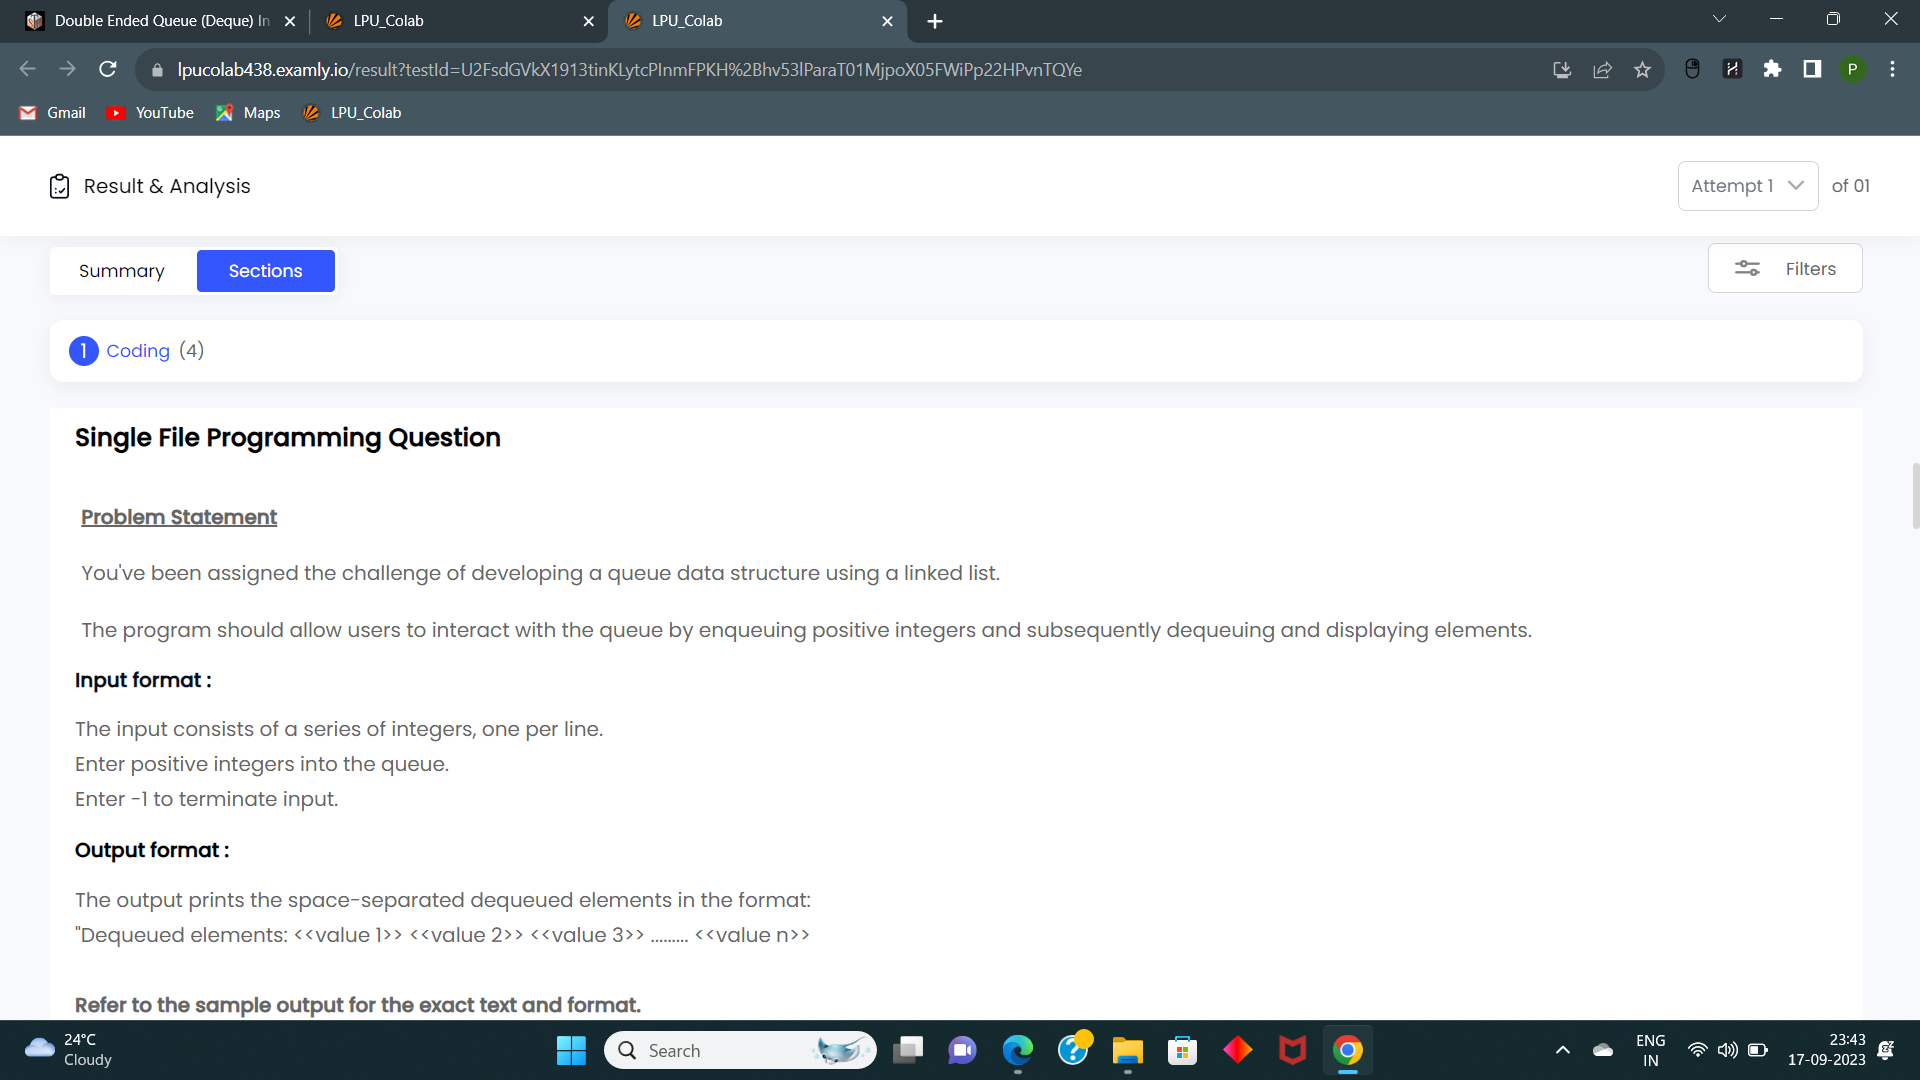 Double Ended Queue (Deque) In
LPU_Colab
LPU_Colab
lpucolab438.examly.io/result?testId=U2FsdGVkX1913tinKLytcPInmFPKH%2Bhv53lParaT01MjpoX05FWiPp22HPvnTQYe
P
Gmail
YouTube
Maps
LPU_Colab
Result & Analysis
Attempt 1
of 01
Summary
Sections
Filters
1 Coding (4)
Single File Programming Question
Problem Statement
You've been assigned the challenge of developing a queue data structure using a linked list.
The program should allow users to interact with the queue by enqueuing positive integers and subsequently dequeuing and displaying elements.
Input format :
The input consists of a series of integers, one per line.
Enter positive integers into the queue.
Enter -1 to terminate input.
Output format :
The output prints the space-separated dequeued elements in the format:
"Dequeued elements: <<value 1>> <<value 2>> <<value 3>> ......... <<value n>>
Refer to the sample output for the exact text and format.
24°C
Cloudy
Search
ENG
IN
23:43
17-09-2023